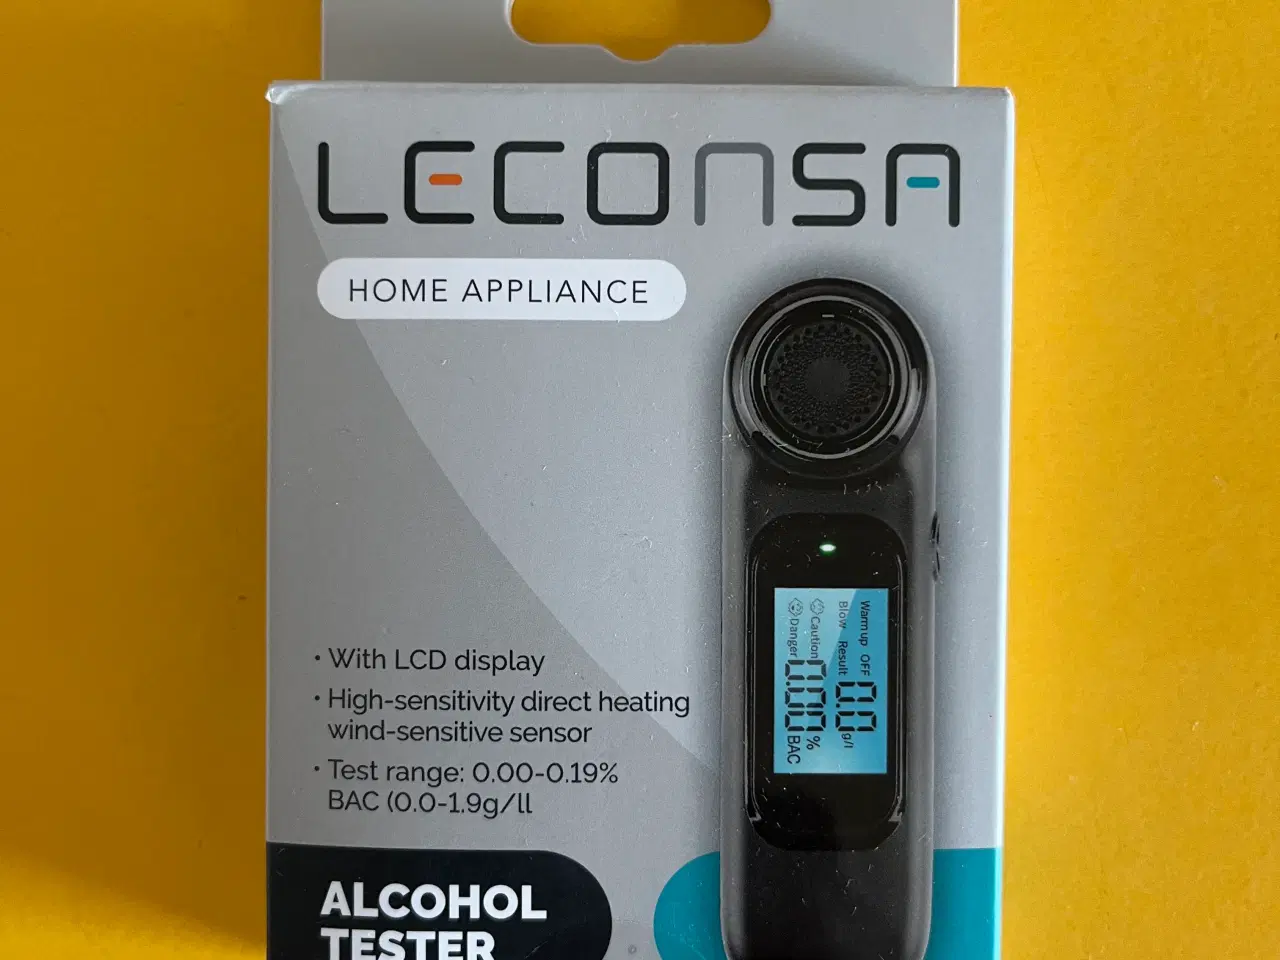 LECONSA
HOME APPLIANCE
• With LCD display
• High-sensitivity direct heating
wind-sensitive sensor
• Test range: 0.00-0.19%
BAC (0.0-1.9g/ll
ALCOHOL
TESTER
Warm up OFF
Blow Result 0.0 g/l
Caution
Danger 0.00 % BAC